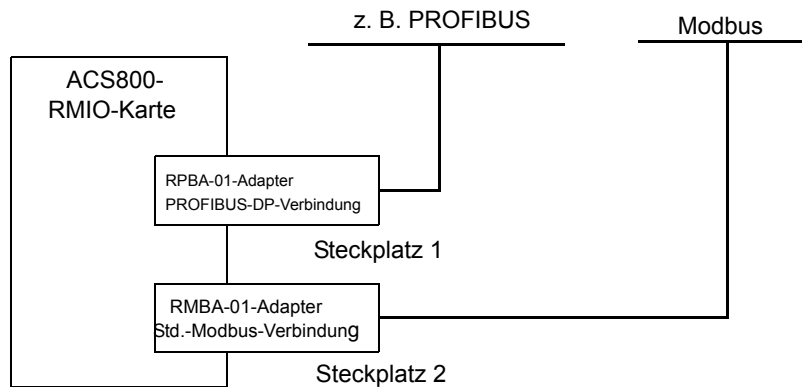 z. B. PROFIBUS
Modbus
ACS800-
RMIO-Karte
RPBA-01-Adapter
PROFIBUS-DP-Verbindung
Steckplatz 1
RMBA-01-Adapter
Std.-Modbus-Verbindung
Steckplatz 2